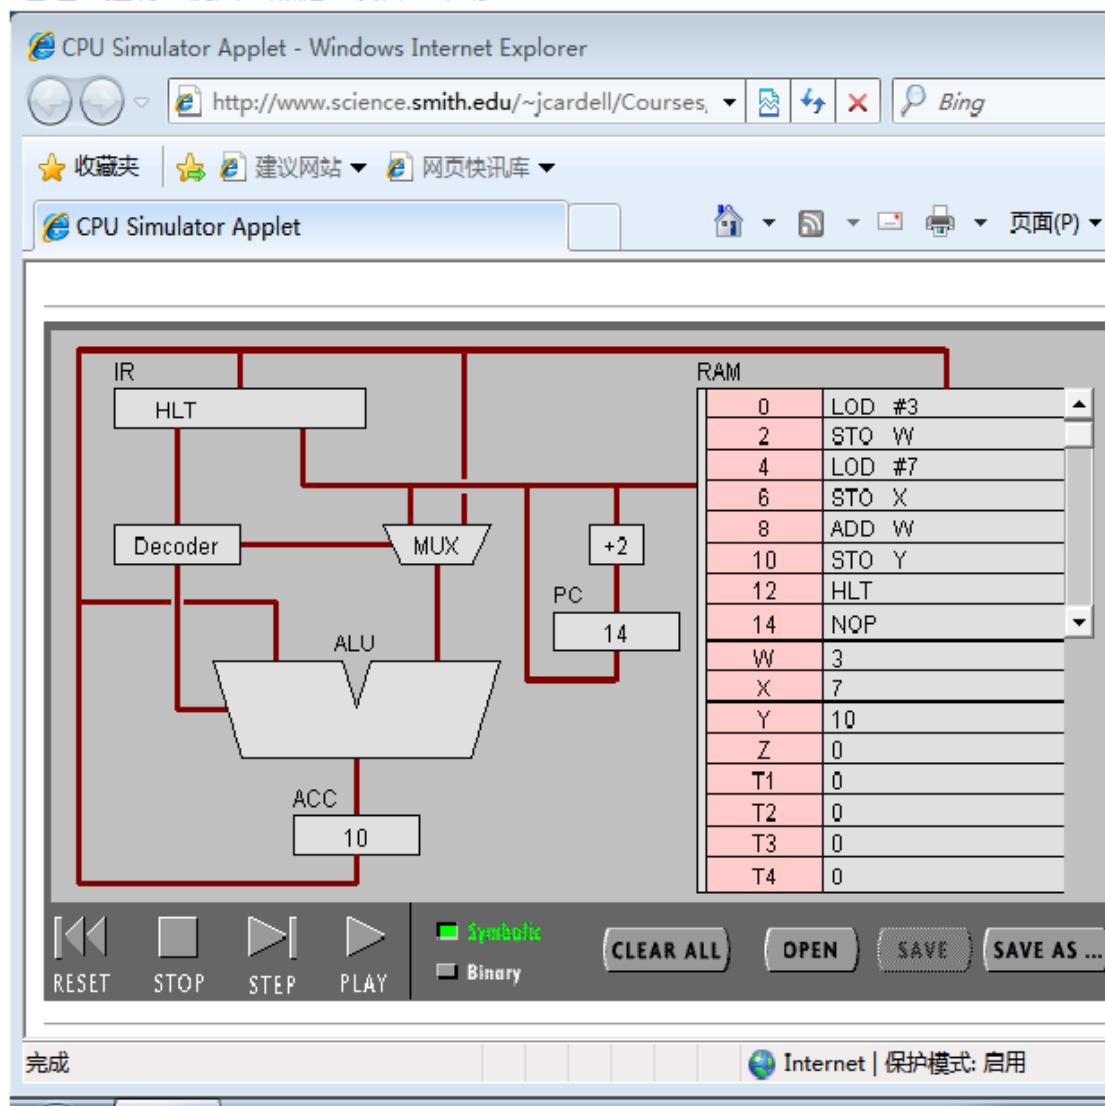 CPU Simulator Applet - Windows Internet Explorer
http://www.science.smith.edu/~jcardell/Courses, Bing
收藏夹 建议网站 网页快讯库
CPU Simulator Applet 页面(P)
IR RAM
HLT
0 LOD #3
2 STO W
4 LOD #7
6 STO X
8 ADD W
10 STO Y
12 HLT
14 NOP
W 3
X 7
Y 10
Z 0
T1 0
T2 0
T3 0
T4 0
Decoder MUX +2
PC
14
ALU
ACC
10
RESET STOP STEP PLAY
Symbolic
Binary
CLEAR ALL OPEN SAVE SAVE AS ...
完成 Internet | 保护模式: 启用